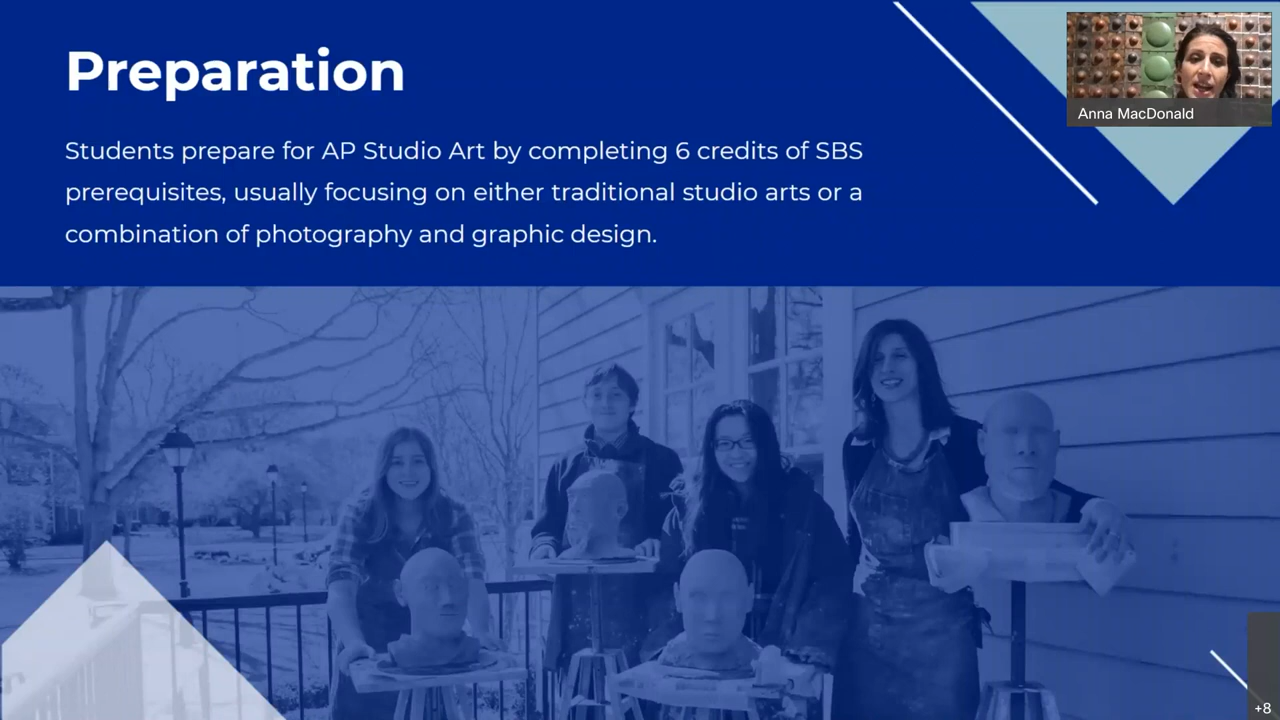 Preparation
Anna MacDonald
Students prepare for AP Studio Art by completing 6 credits of SBS
prerequisites, usually focusing on either traditional studio arts or a
combination of photography and graphic design.
+8